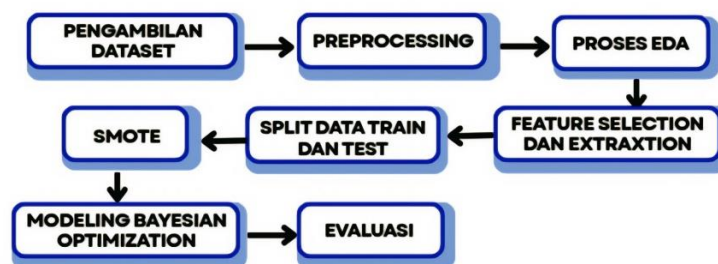 PENGAMBILAN
DATASET
PREPROCESSING
PROSES EDA
FEATURE SELECTION
DAN EXTRAXTION
SPLIT DATA TRAIN
DAN TEST
SMOTE
MODELING BAYESIAN
OPTIMIZATION
EVALUASI